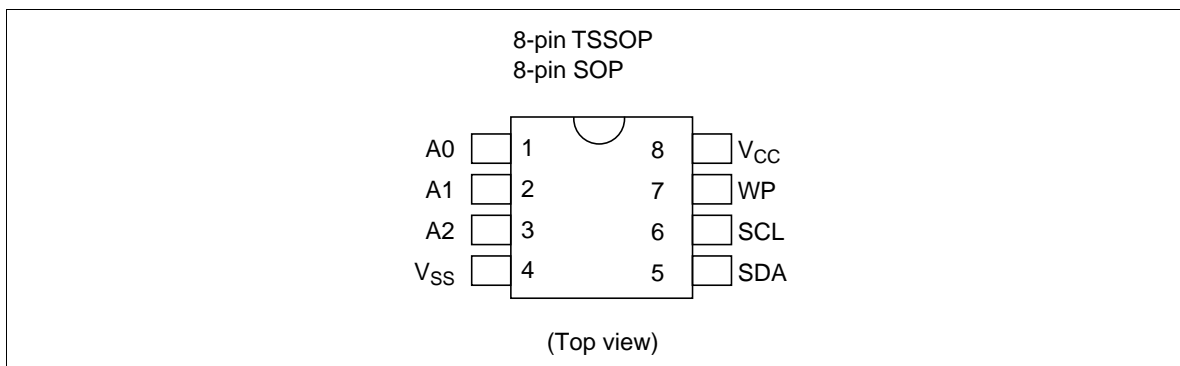 8-pin TSSOP
8-pin SOP
A0 1 8 VCC
A1 2 7 WP
A2 3 6 SCL
VSS 4 5 SDA
(Top view)